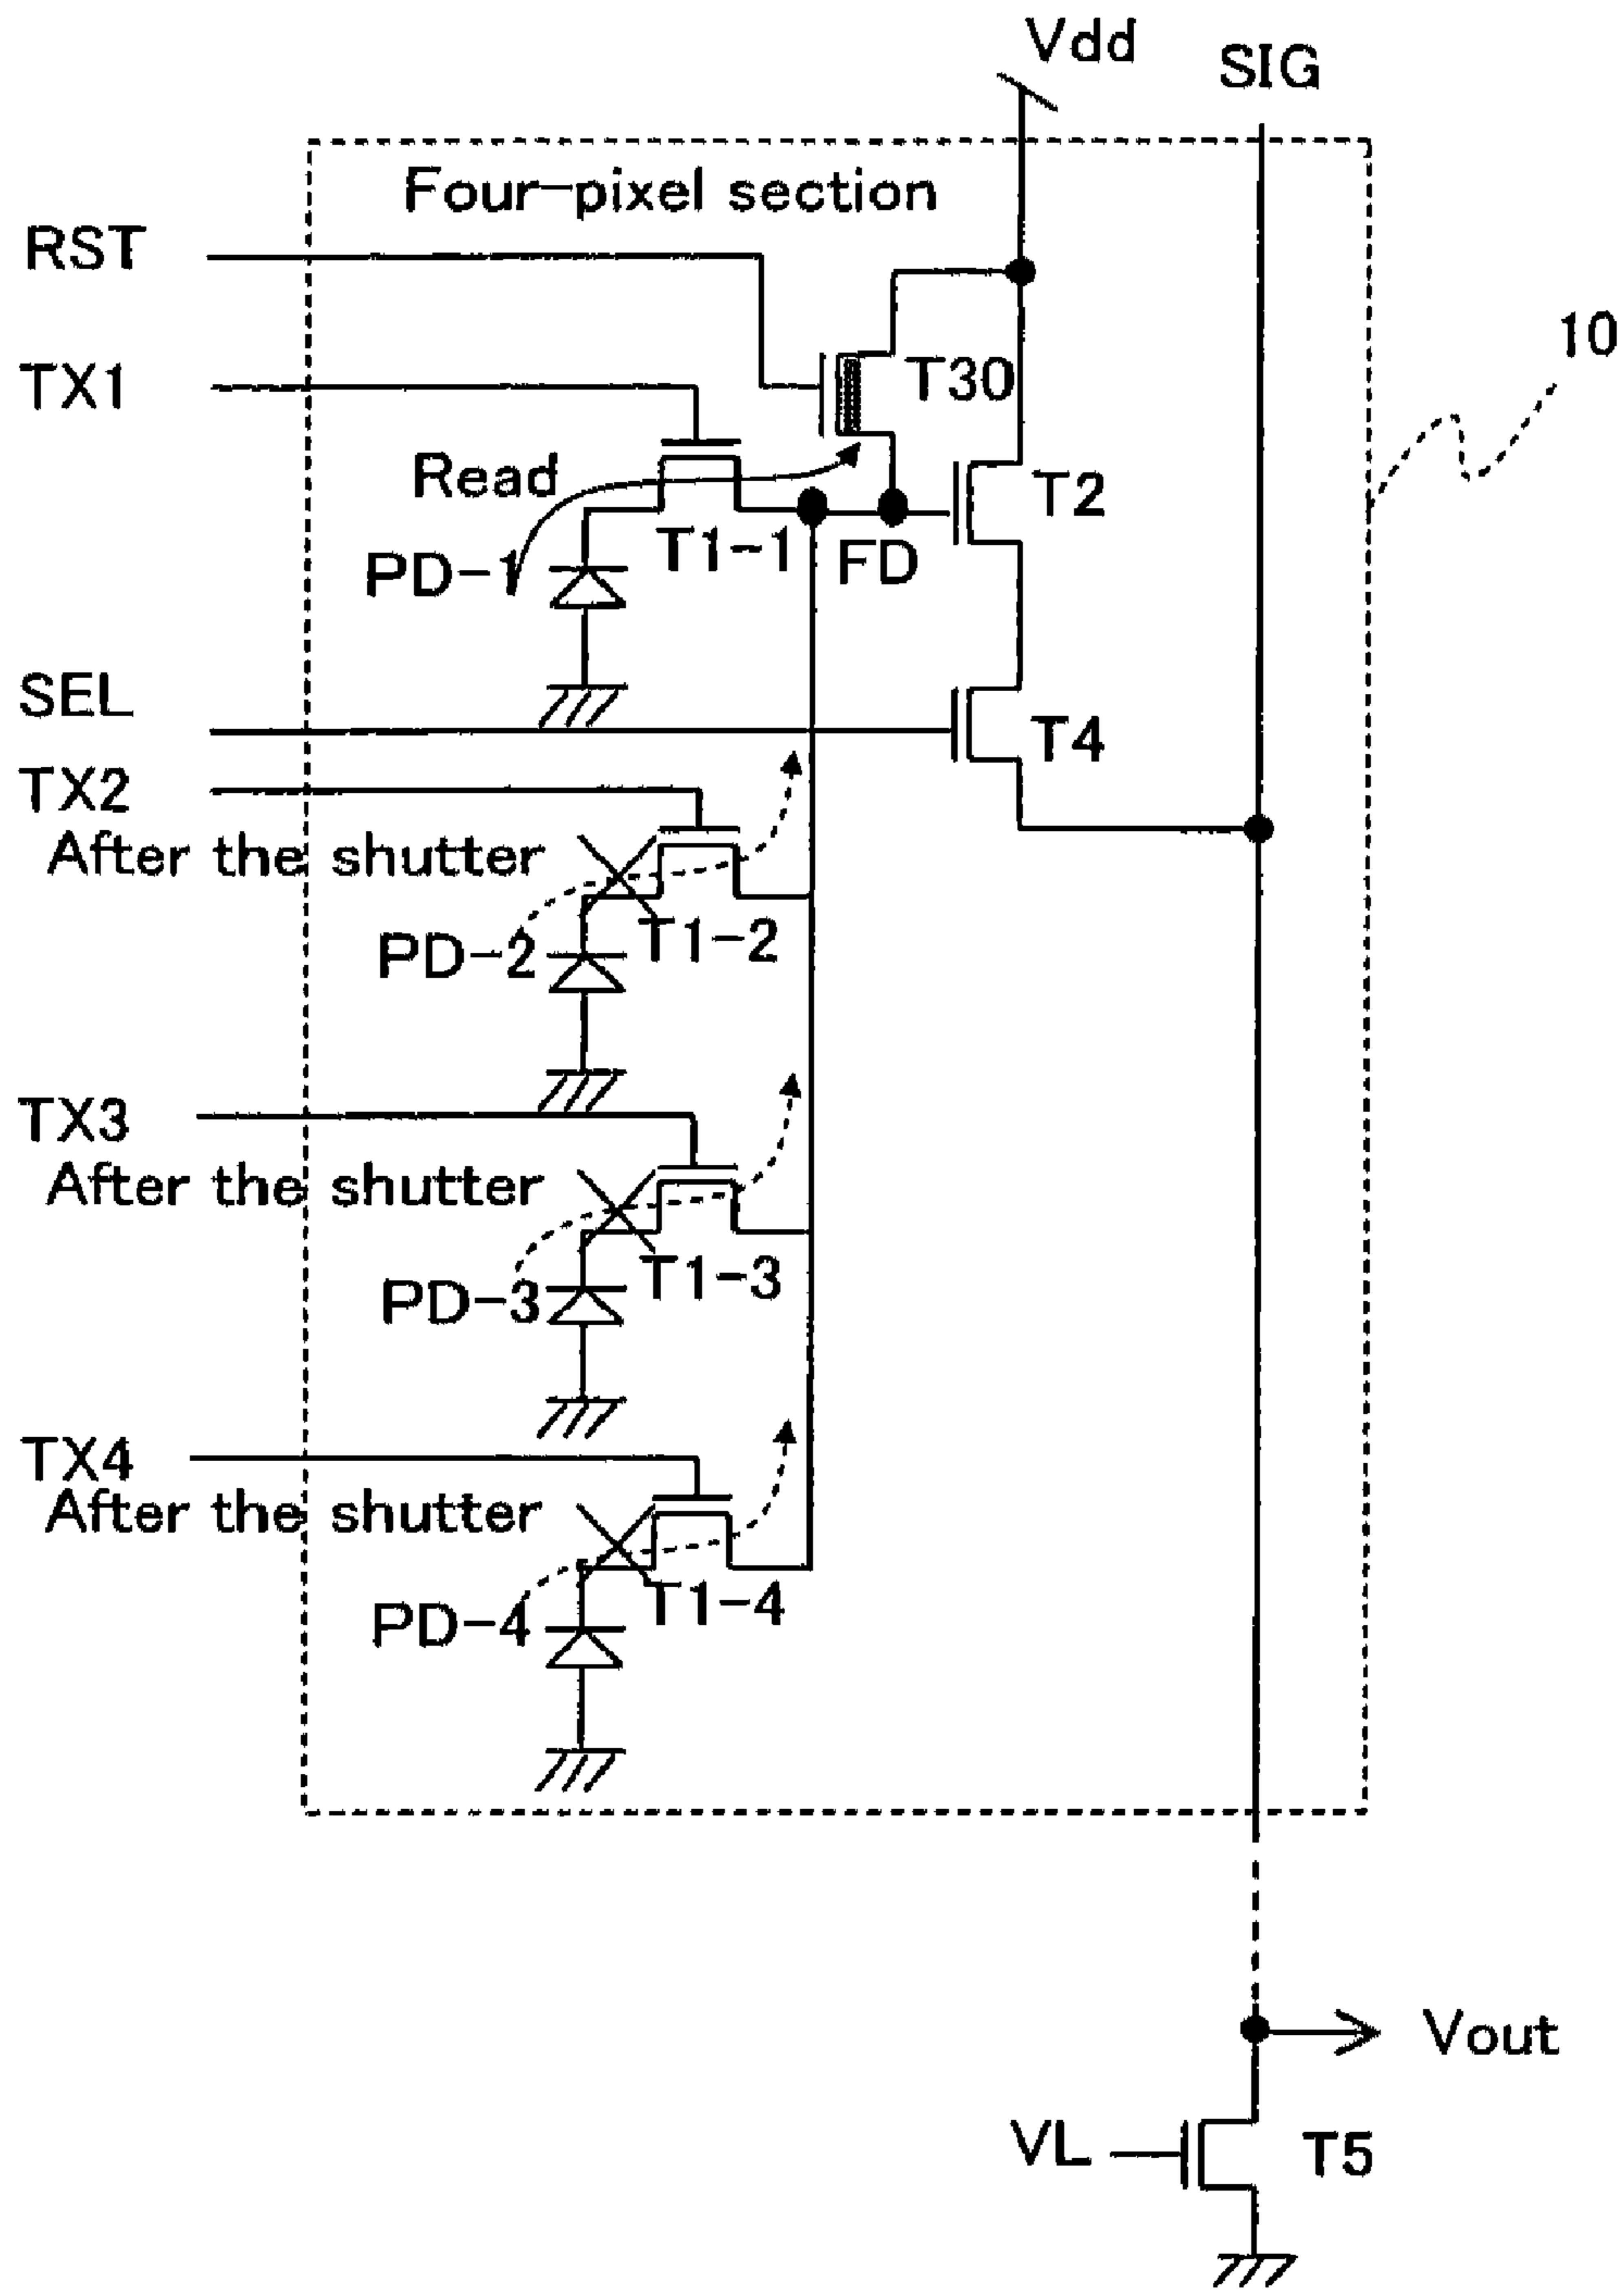 Vdd
SIG
Four-pixel section
RST
10
TX1
T30
Read
T2
PD-1
T1-1
FD
SEL
T4
TX2
After the shutter
T1-2
PD-2
TX3
After the shutter
T1-3
PD-3
TX4
After the shutter
T1-4
PD-4
Vout
VL
T5